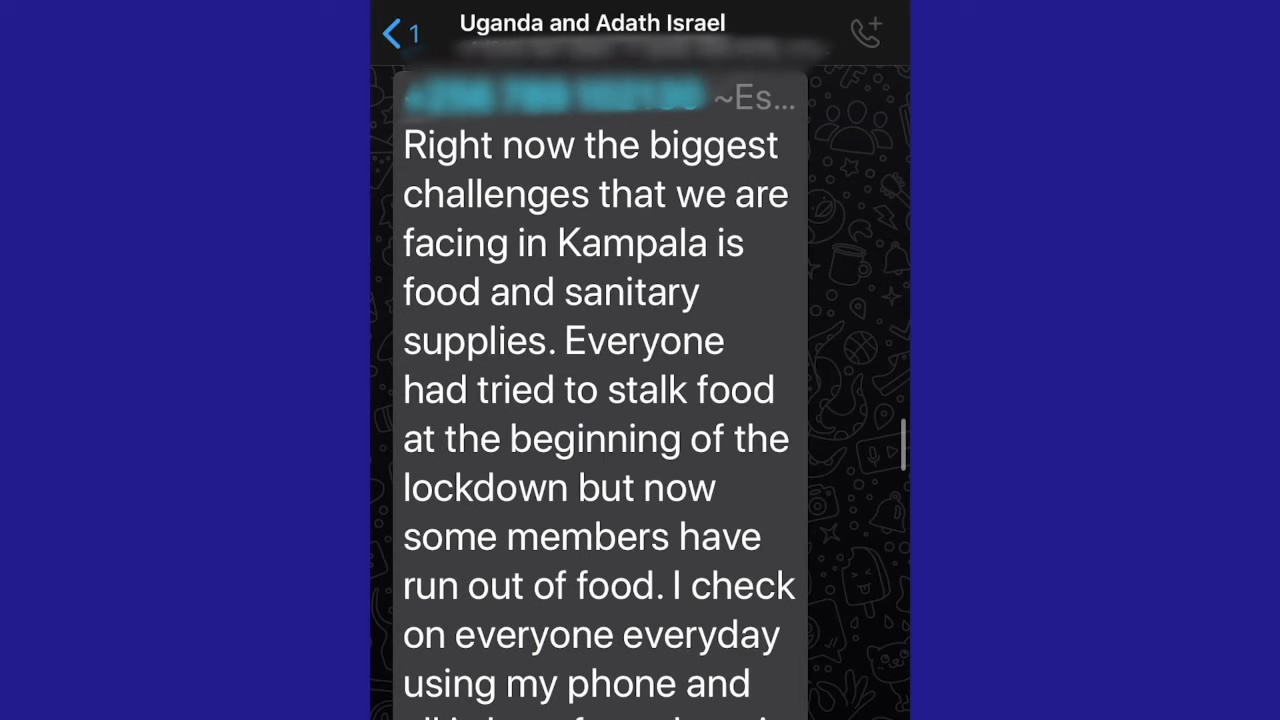 1
Uganda and Adath Israel
~Es...
Right now the biggest
challenges that we are
facing in Kampala is
food and sanitary
supplies. Everyone
had tried to stalk food
at the beginning of the
lockdown but now
some members have
run out of food. I check
on everyone everyday
using my phone and